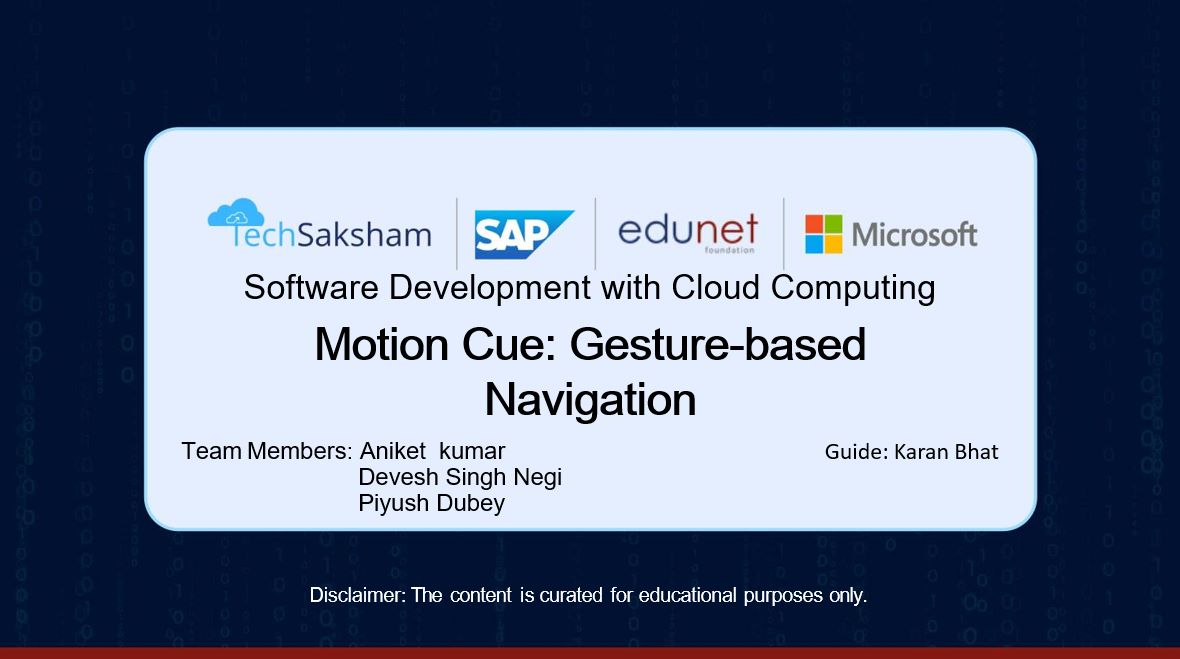 TechSaksham
SAP
edunet
foundation
Microsoft
Software Development with Cloud Computing
Motion Cue: Gesture-based
Navigation
Team Members: Aniket kumar
Devesh Singh Negi
Piyush Dubey
Guide: Karan Bhat
Disclaimer: The content is curated for educational purposes only.